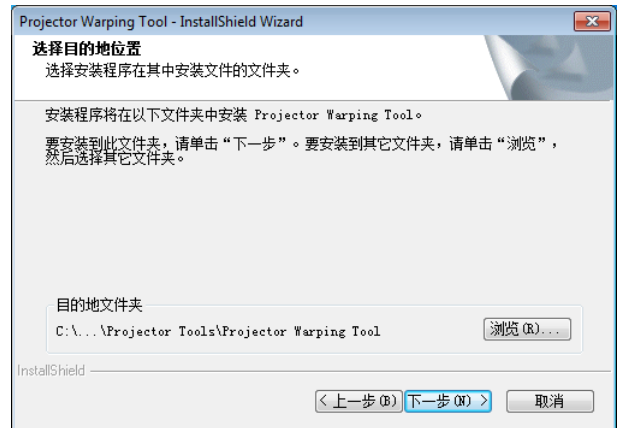 Projector Warping Tool - InstallShield Wizard
选择目的地位置
选择安装程序在其中安装文件的文件夹。
安装程序将在以下文件夹中安装 Projector Warping Tool。
要安装到此文件夹，请单击“下一步”。要安装到其它文件夹，请单击“浏览”，
然后选择其它文件夹。
目的地文件夹
C:\...\Projector Tools\Projector Warping Tool
浏览(R)...
InstallShield
< 上一步(B)
下一步(N) >
取消